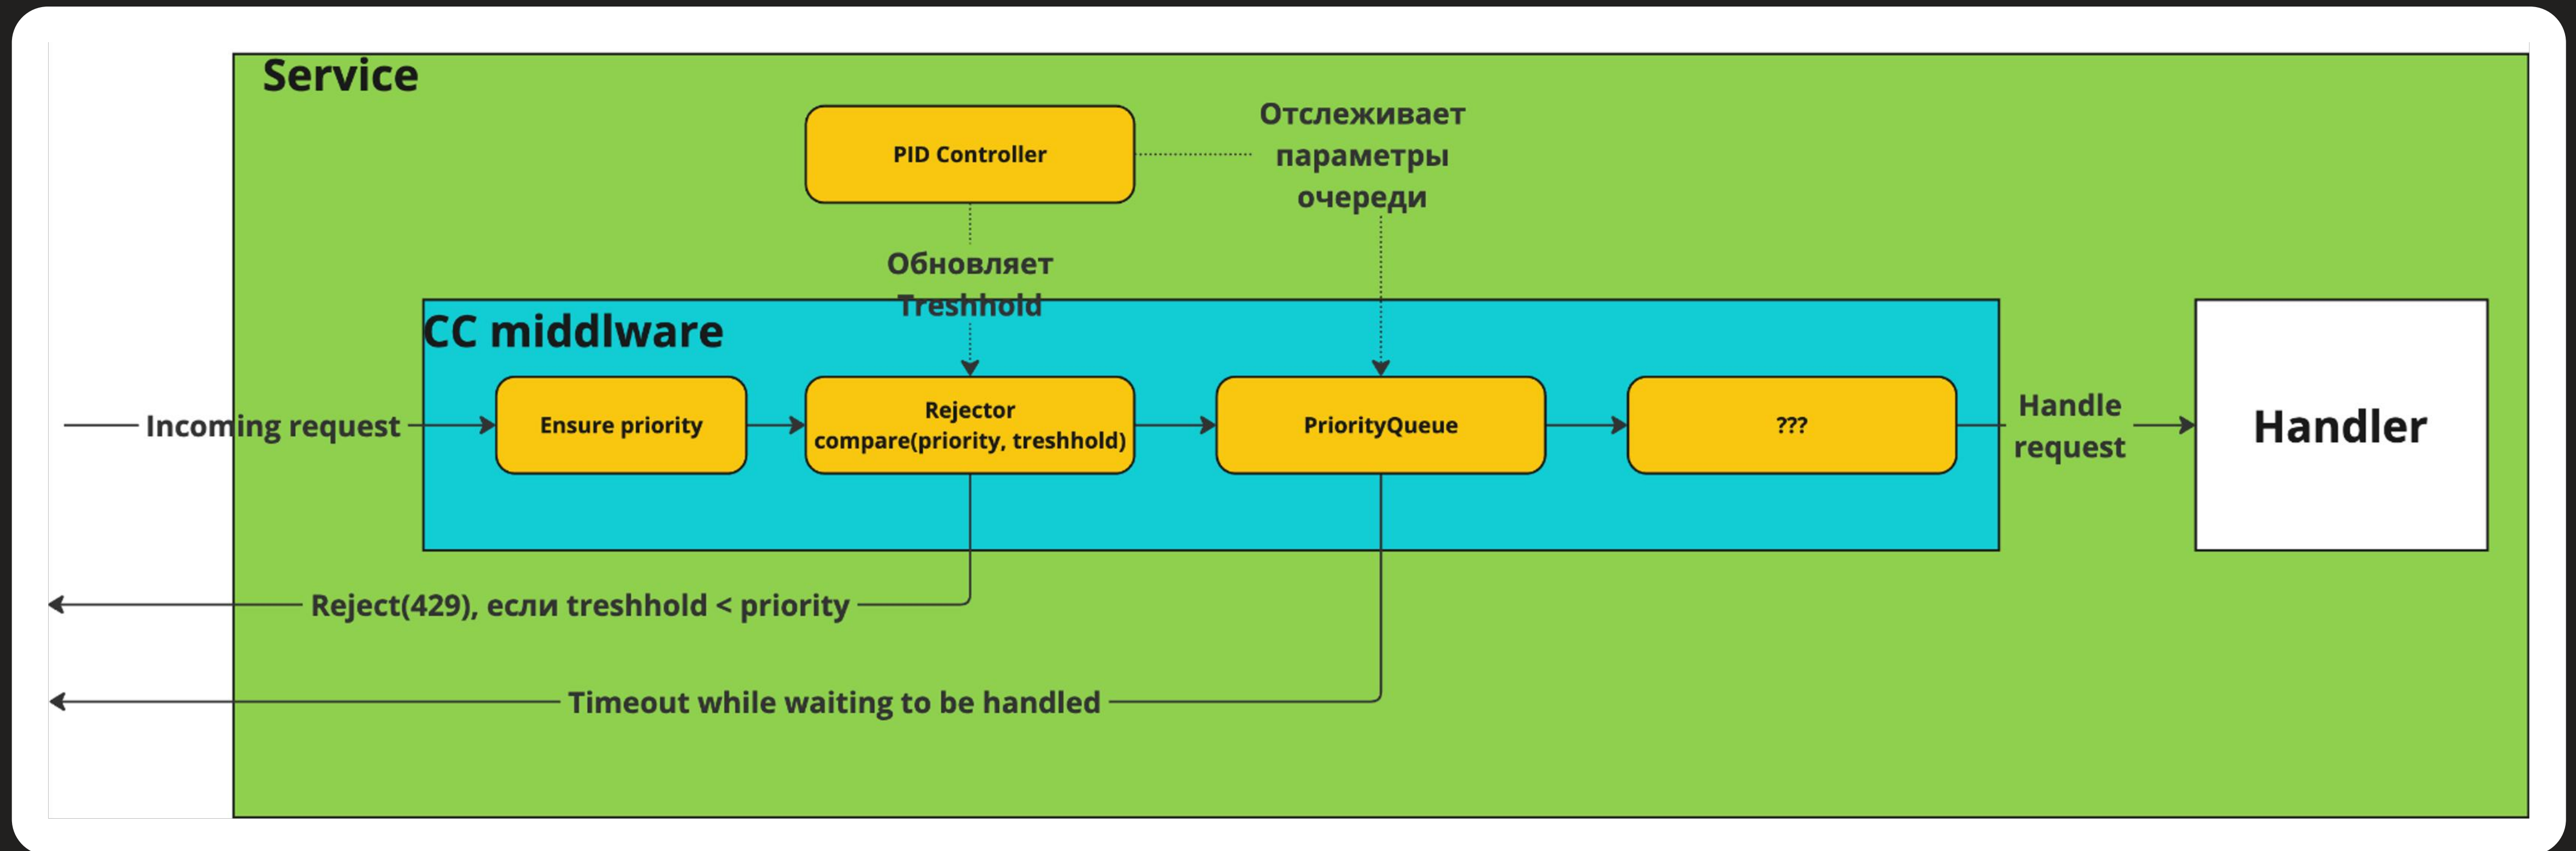 Service
PID Controller
Отслеживает
параметры
очереди
Обновляет
Treshhold
CC middlware
Incoming request
Ensure priority
Rejector
compare(priority, treshhold)
PriorityQueue
???
Handle
request
Handler
Reject(429), если treshhold < priority
Timeout while waiting to be handled